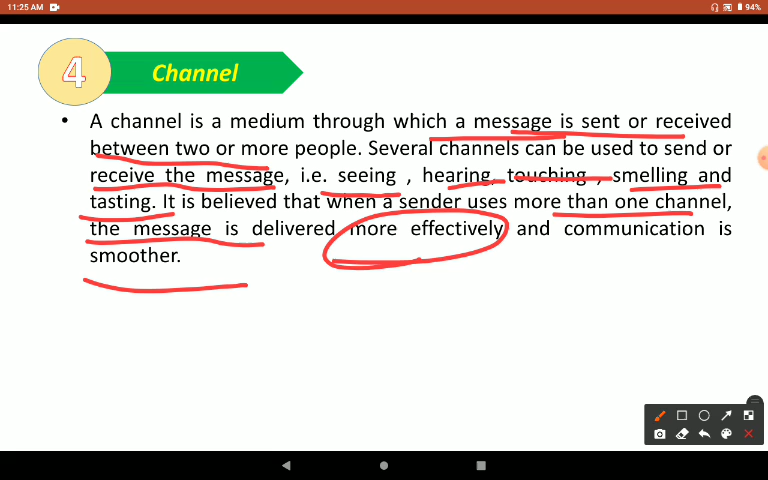 11:25 AM
94%
4
Channel
• A channel is a medium through which a message is sent or received
between two or more people. Several channels can be used to send or
receive the message, i.e. seeing , hearing, touching , smelling and
tasting. It is believed that when a sender uses more than one channel,
the message is delivered more effectively and communication is
smoother.